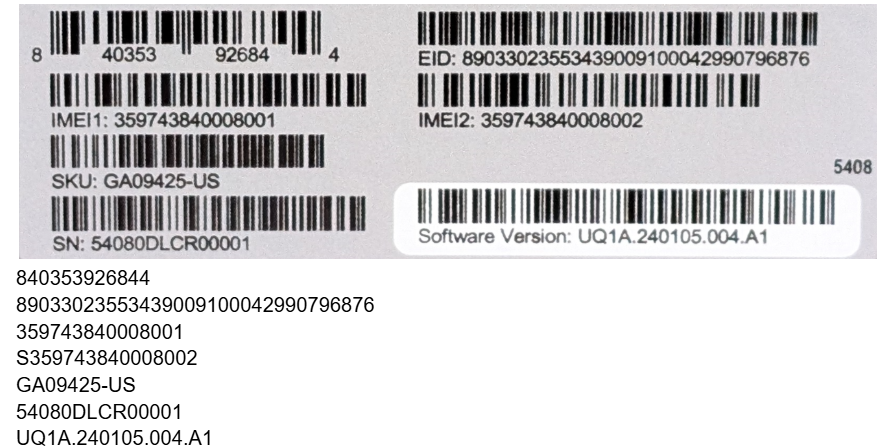 8 40353 92684 4
EID: 89033023553439009100042990796876
IMEI1: 359743840008001
IMEI2: 359743840008002
SKU: GA09425-US
5408
SN: 54080DLCR00001
Software Version: UQ1A.240105.004.A1
840353926844
89033023553439009100042990796876
359743840008001
S359743840008002
GA09425-US
54080DLCR00001
UQ1A.240105.004.A1